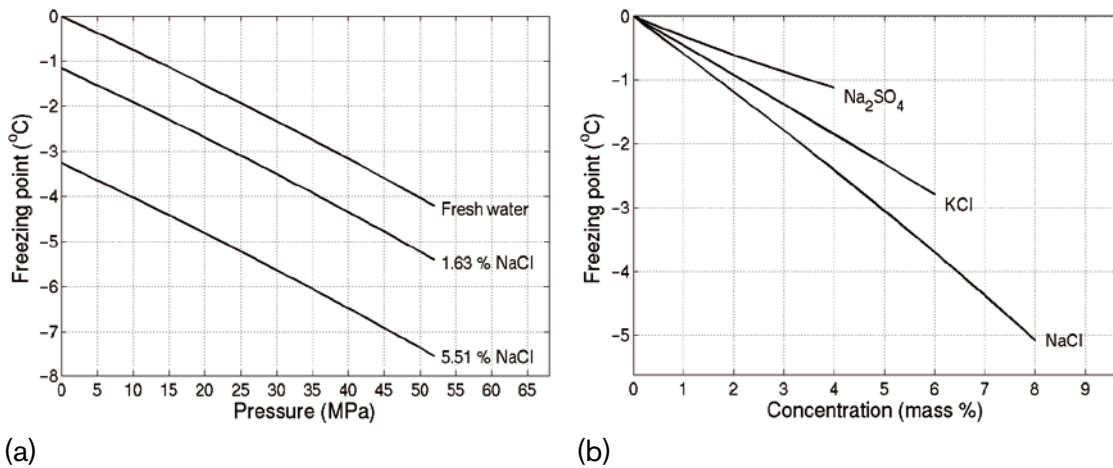 0
−1
−2
−3
−4
−5
−6
−7
−8
Freezing point (°C)
Fresh water
1.63 % NaCl
5.51 % NaCl
0 5 10 15 20 25 30 35 40 45 50 55 60 65
Pressure (MPa)
(a)
0
−1
−2
−3
−4
−5
Freezing point (°C)
Na₂SO₄
KCl
NaCl
0 1 2 3 4 5 6 7 8 9
Concentration (mass %)
(b)